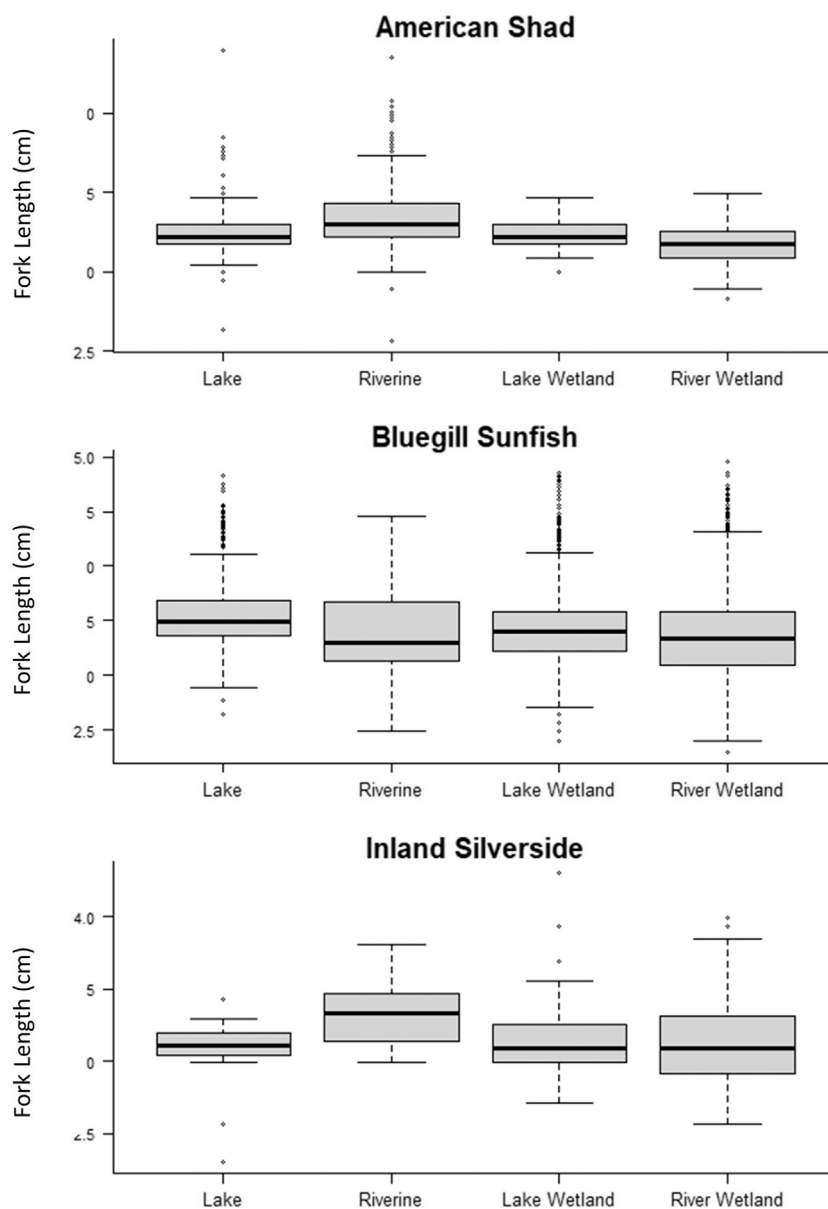 American Shad
Fork Length (cm)
0
5
0
2.5
Lake Riverine Lake Wetland River Wetland
Bluegill Sunfish
Fork Length (cm)
5.0
5
0
5
0
2.5
Lake Riverine Lake Wetland River Wetland
Inland Silverside
Fork Length (cm)
4.0
5
0
2.5
Lake Riverine Lake Wetland River Wetland